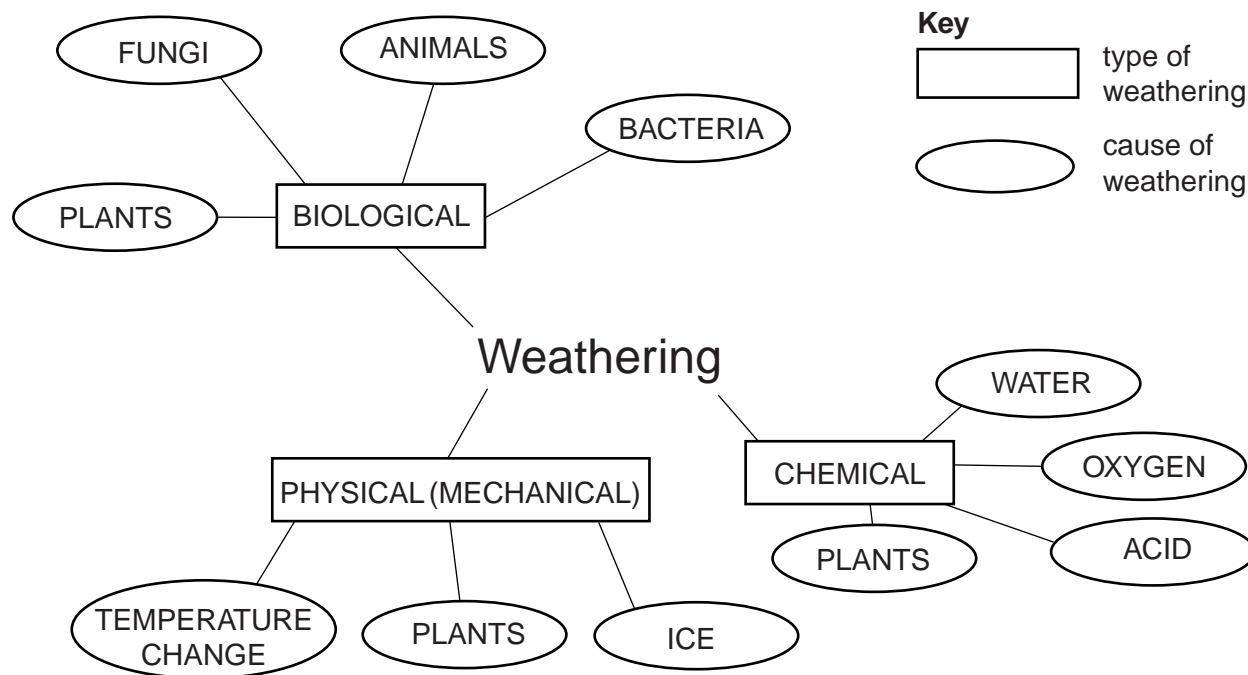 FUNGI
ANIMALS
BACTERIA
PLANTS
BIOLOGICAL
Key
type of
weathering
cause of
weathering
Weathering
PHYSICAL (MECHANICAL)
TEMPERATURE
CHANGE
PLANTS
ICE
CHEMICAL
WATER
OXYGEN
ACID
PLANTS